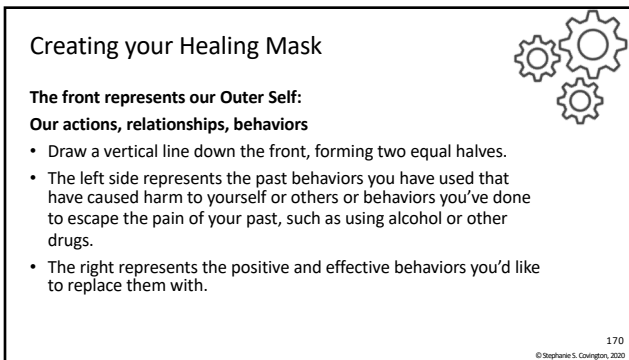 Creating your Healing Mask
The front represents our Outer Self:
Our actions, relationships, behaviors
• Draw a vertical line down the front, forming two equal halves.
• The left side represents the past behaviors you have used that
have caused harm to yourself or others or behaviors you’ve done
to escape the pain of your past, such as using alcohol or other
drugs.
• The right represents the positive and effective behaviors you’d like
to replace them with.
170
© Stephanie S. Covington, 2020